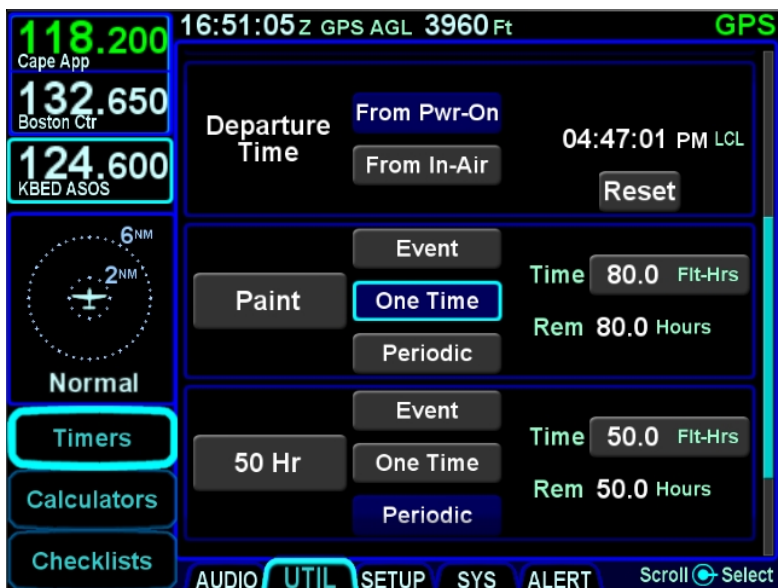 118.200
Cape App
132.650
Boston Ctr
124.600
KBED ASOS
6NM
2NM
Normal
Timers
Calculators
Checklists
16:51:05 Z GPS AGL 3960 Ft
GPS
Departure
Time
From Pwr-On
From In-Air
04:47:01 PM LCL
Reset
Paint
Event
One Time
Periodic
Time 80.0 Flt-Hrs
Rem 80.0 Hours
50 Hr
Event
One Time
Periodic
Time 50.0 Flt-Hrs
Rem 50.0 Hours
AUDIO UTIL SETUP SYS ALERT Scroll Select